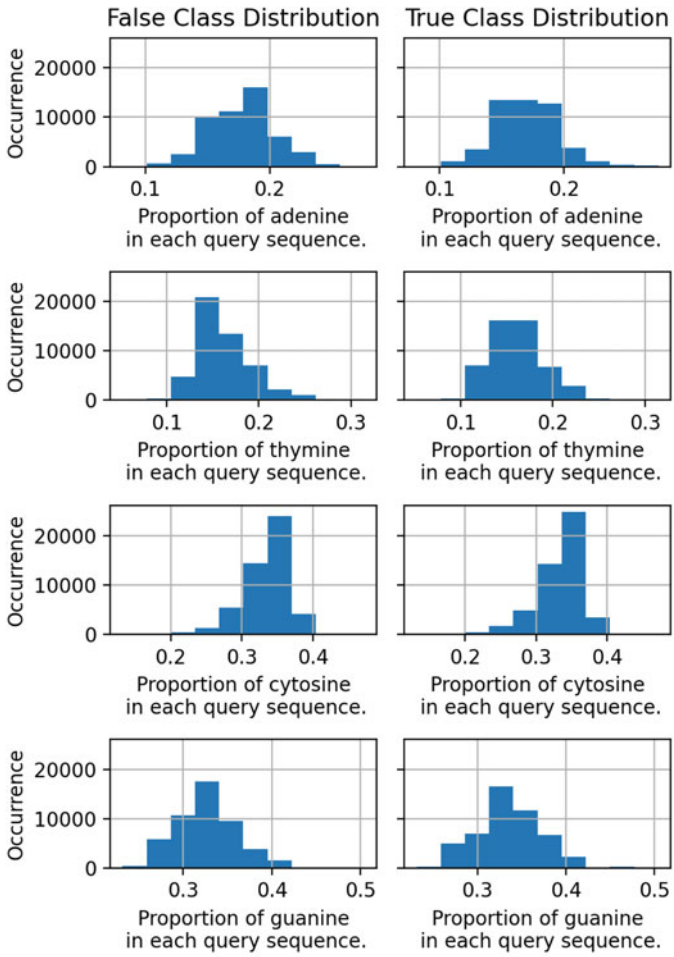 False Class Distribution
True Class Distribution
Occurrence
20000
10000
0
0.1
0.2
Proportion of adenine
in each query sequence.
0.1
0.2
Proportion of adenine
in each query sequence.
Occurrence
20000
10000
0
0.1
0.2
0.3
Proportion of thymine
in each query sequence.
0.1
0.2
0.3
Proportion of thymine
in each query sequence.
Occurrence
20000
10000
0
0.2
0.3
0.4
Proportion of cytosine
in each query sequence.
0.2
0.3
0.4
Proportion of cytosine
in each query sequence.
Occurrence
20000
10000
0
0.3
0.4
0.5
Proportion of guanine
in each query sequence.
0.3
0.4
0.5
Proportion of guanine
in each query sequence.